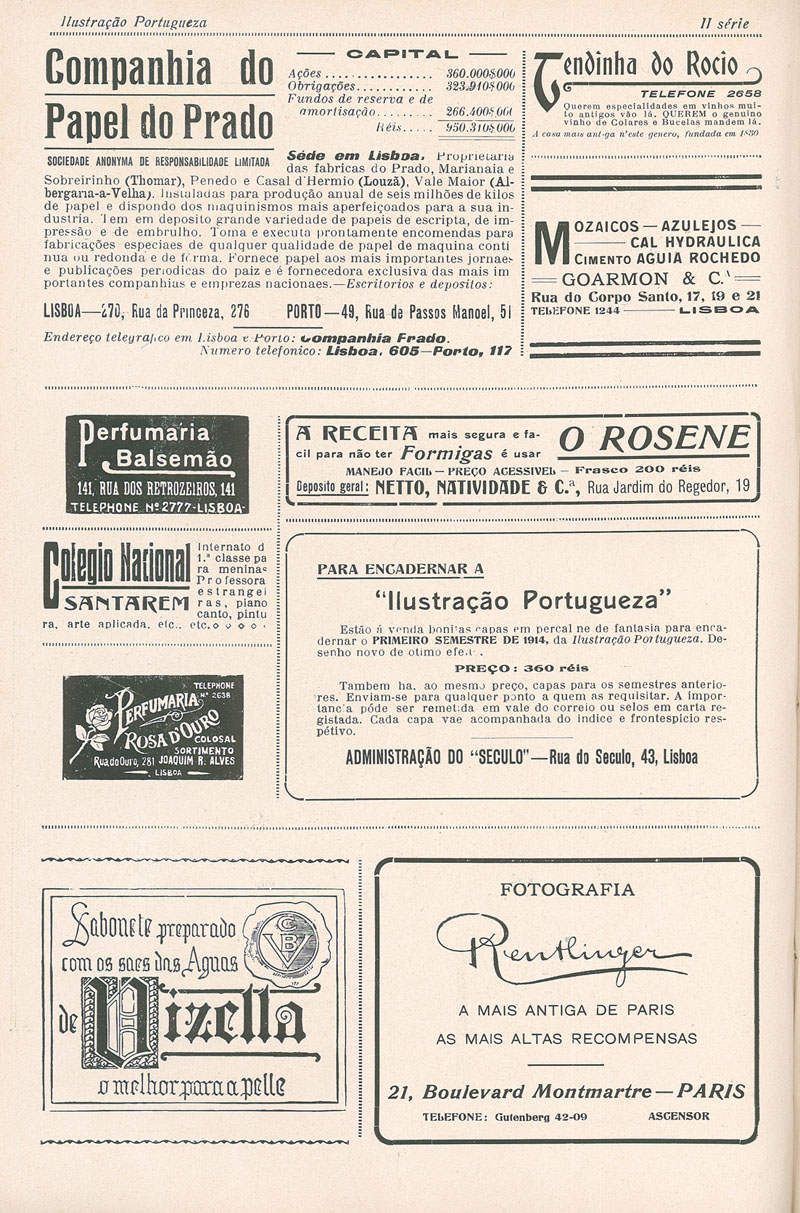 Ilustração Portugueza
II série
Companhia do
Papel do Prado
SOCIEDADE ANONYMA DE RESPONSABILIDADE LIMITADA
CAPITAL
Ações ................ 360.000$000
Obrigações............ 323.910$000
Fundos de reserva e de
amortisação......... 266.400$000
Réis..... 950.310$000
Séde em Lisboa. Proprietaria
das fabricas do Prado, Marianaia e
Sobreirinho (Thomar), Penedo e Casal d'Hermio (Louzã), Vale Maior (Al-
bergaria-a-Velha). Instaladas para produção anual de seis milhões de kilos
de papel e dispondo dos maquinismos mais aperfeiçoados para a sua in-
dustria. Tem em deposito grande variedade de papeis de escripta, de im-
pressão e de embrulho. Toma e executa prontamente encomendas para
fabricações especiaes de qualquer qualidade de papel de maquina conti
nua ou redonda e de fórma. Fornece papel aos mais importantes jornaes
e publicações periodicas do paiz e é fornecedora exclusiva das mais im
portantes companhias e emprezas nacionaes.—Escritorios e depositos:
LISBOA—270, Rua da Princeza, 276 PORTO—49, Rua de Passos Manoel, 51
Endereço telegrafico em Lisboa e Porto: Companhia Prado.
Numero telefonico: Lisboa, 605—Porto, 117
Tendinha do Rocio
TELEFONE 2658
Querem especialidades em vinhos mui-
to antigos vão lá. QUEREM o genuino
vinho de Colares e Bucelas mandem lá.
A casa mais antiga n'este genero, fundada em 1880
MOZAICOS — AZULEJOS —
CAL HYDRAULICA
CIMENTO AGUIA ROCHEDO
GOARMON & C.ª
Rua do Corpo Santo, 17, 19 e 21
TELEFONE 1244 — LISBOA
Perfumaria
Balsemão
141, RUA DOS RETROZEIROS, 141
TELEPHONE Nº 2777-LISBOA-
A RECEITA mais segura e fa-
cil para não ter Formigas é usar
O ROSENE
MANEJO FACIL — PREÇO ACESSIVEL — Frasco 200 réis
Deposito geral: NETTO, NATIVIDADE & C.ª, Rua Jardim do Regedor, 19
Colegio National
SANTAREM
Internato d
1.ª classe pa
ra meninas
Professora
estrangei
ras, piano
canto, pintu
ra, arte aplicada, etc., etc.
PARA ENCADERNAR A
"Ilustração Portugueza"
Estão á venda bonitas capas em percaline de fantasia para enca-
dernar o PRIMEIRO SEMESTRE DE 1914, da Ilustração Portugueza. De-
senho novo de otimo efei
PREÇO: 360 réis
Tambem ha, ao mesmo preço, capas para os semestres anterio-
res. Enviam-se para qualquer ponto a quem as requisitar. A impor-
tancia póde ser remetida em vale do correio ou selos em carta re-
gistada. Cada capa vae acompanhada do indice e frontespicio res-
pétivo.
ADMINISTRAÇÃO DO "SECULO"—Rua do Seculo, 43, Lisboa
TELEPHONE
Nº 2638
PERFUMARIA
ROSA D'OURO
COLOSAL
SORTIMENTO
Rua do Ouro, 281 JOAQUIM R. ALVES
— LISBOA —
Sabonete preparado
com os saes das Aguas
de Vizella
o melhor para a pelle
CVB
FOTOGRAFIA
Reutlinger
A MAIS ANTIGA DE PARIS
AS MAIS ALTAS RECOMPENSAS
21, Boulevard Montmartre—PARIS
TELEFONE: Gutenberg 42-09 ASCENSOR